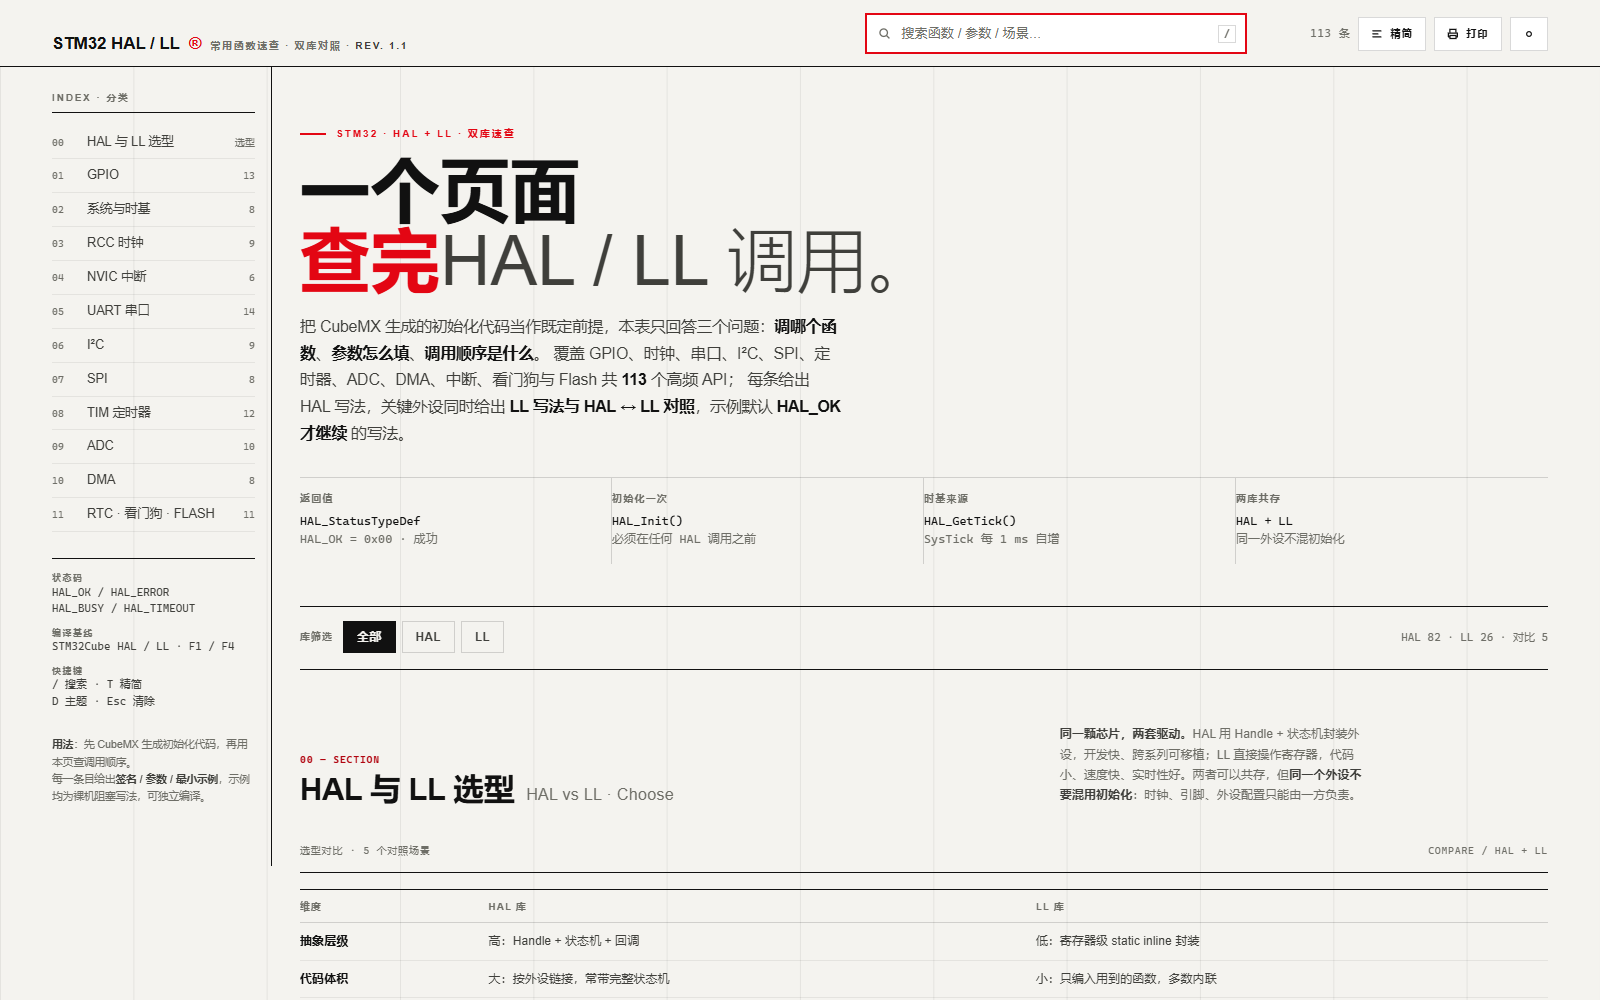 STM32 HAL / LL ® 常用函数速查 · 双库对照 · REV. 1.1
搜索函数 / 参数 / 场景... /
113 条 精简 打印
INDEX · 分类
00 HAL 与 LL 选型 选型
01 GPIO 13
02 系统与时基 8
03 RCC 时钟 9
04 NVIC 中断 6
05 UART 串口 14
06 I²C 9
07 SPI 8
08 TIM 定时器 12
09 ADC 10
10 DMA 8
11 RTC · 看门狗 · FLASH 11
状态码
HAL_OK / HAL_ERROR
HAL_BUSY / HAL_TIMEOUT
编译基线
STM32Cube HAL / LL · F1 / F4
快捷键
/ 搜索 · T 精简
D 主题 · Esc 清除
用法：先 CubeMX 生成初始化代码，再用
本页查调用顺序。
每一条目给出签名 / 参数 / 最小示例，示例
均为裸机阻塞写法，可独立编译。
STM32 · HAL + LL · 双库速查
一个页面
查完HAL / LL 调用。
把 CubeMX 生成的初始化代码当作既定前提，本表只回答三个问题：调哪个函
数、参数怎么填、调用顺序是什么。 覆盖 GPIO、时钟、串口、I²C、SPI、定
时器、ADC、DMA、中断、看门狗与 Flash 共 113 个高频 API； 每条给出
HAL 写法，关键外设同时给出 LL 写法与 HAL ↔ LL 对照，示例默认 HAL_OK
才继续 的写法。
返回值
HAL_StatusTypeDef
HAL_OK = 0x00 · 成功
初始化一次
HAL_Init()
必须在任何 HAL 调用之前
时基来源
HAL_GetTick()
SysTick 每 1 ms 自增
两库共存
HAL + LL
同一外设不混初始化
库筛选 全部 HAL LL
HAL 82 · LL 26 · 对比 5
00 — SECTION
HAL 与 LL 选型 HAL vs LL · Choose
同一颗芯片，两套驱动。HAL 用 Handle + 状态机封装外
设，开发快、跨系列可移植；LL 直接操作寄存器，代码
小、速度快、实时性好。两者可以共存，但同一个外设不
要混用初始化：时钟、引脚、外设配置只能由一方负责。
选型对比 · 5 个对照场景
COMPARE / HAL + LL
维度 HAL 库 LL 库
抽象层级 高：Handle + 状态机 + 回调 低：寄存器级 static inline 封装
代码体积 大：按外设链接，常带完整状态机 小：只编入用到的函数，多数内联